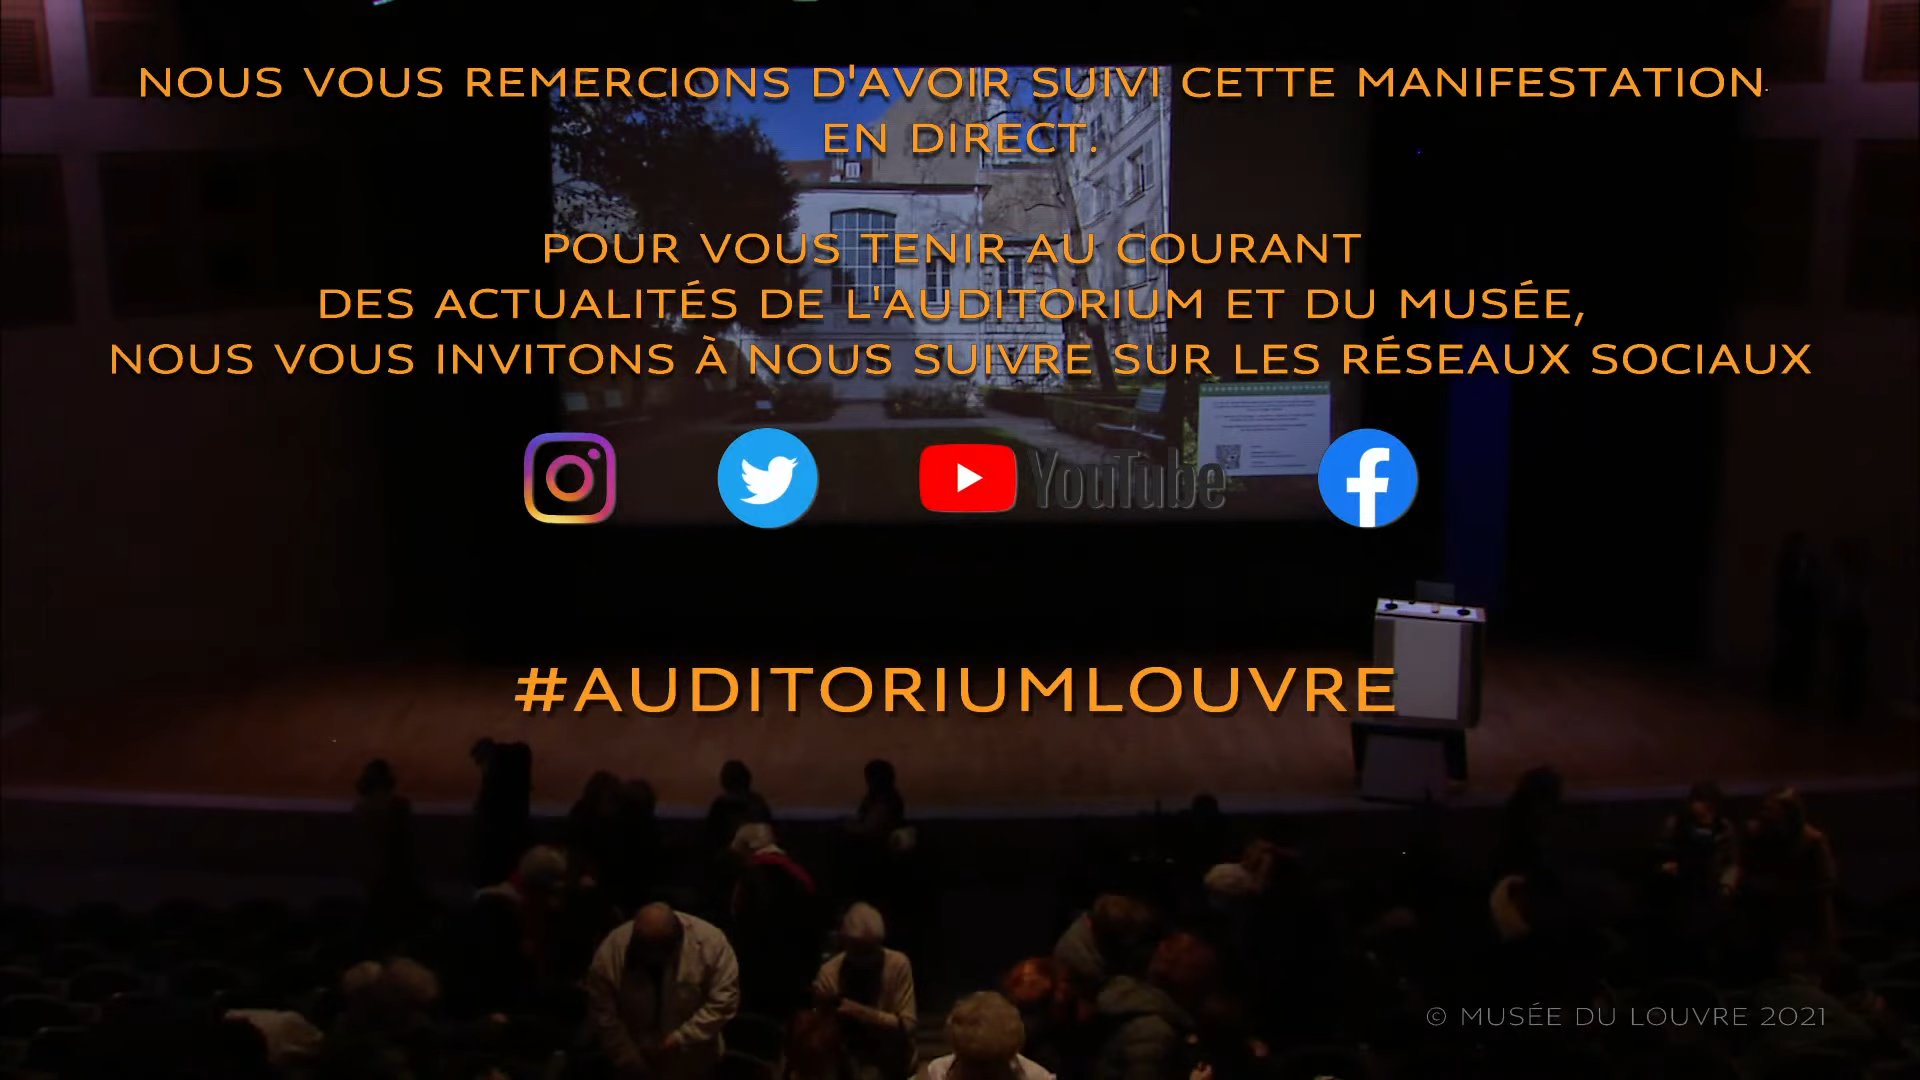 NOUS VOUS REMERCIONS D'AVOIR SUIVI CETTE MANIFESTATION
EN DIRECT.
POUR VOUS TENIR AU COURANT
DES ACTUALITÉS DE L'AUDITORIUM ET DU MUSÉE,
NOUS VOUS INVITONS À NOUS SUIVRE SUR LES RÉSEAUX SOCIAUX
YouTube
#AUDITORIUMLOUVRE
© MUSÉE DU LOUVRE 2021